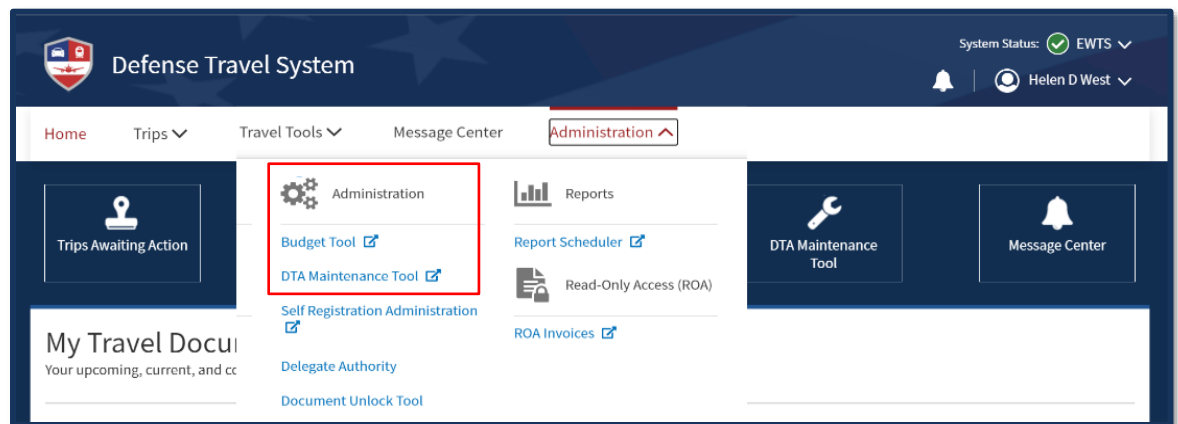 System Status: EWTS
Defense Travel System
Helen D West
Home Trips Travel Tools Message Center Administration
Administration
Budget Tool
DTA Maintenance Tool
Self Registration Administration
Delegate Authority
Document Unlock Tool
Reports
Report Scheduler
Read-Only Access (ROA)
ROA Invoices
Trips Awaiting Action
DTA Maintenance
Tool
Message Center
My Travel
Your upcoming, current, and